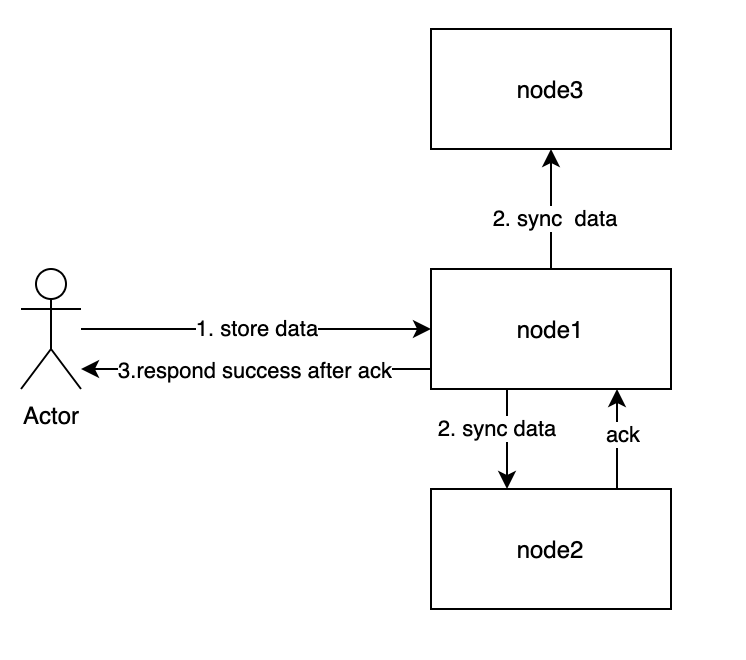 node3
2. sync  data
1. store data
node1
3.respond success after ack
Actor
2. sync data
ack
node2